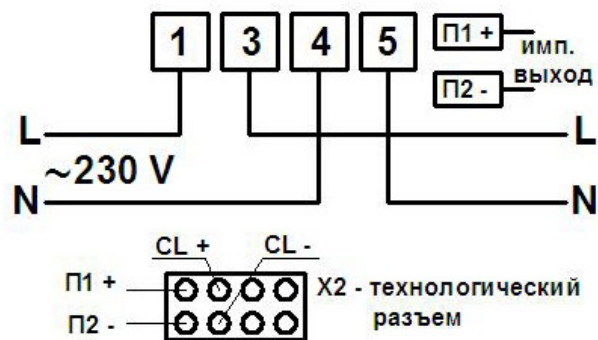 1 3 4 5
П1 +
имп.
выход
П2 -
L L
~230 V
N N
CL + CL -
П1 +
П2 -
X2 - технологический
разъем